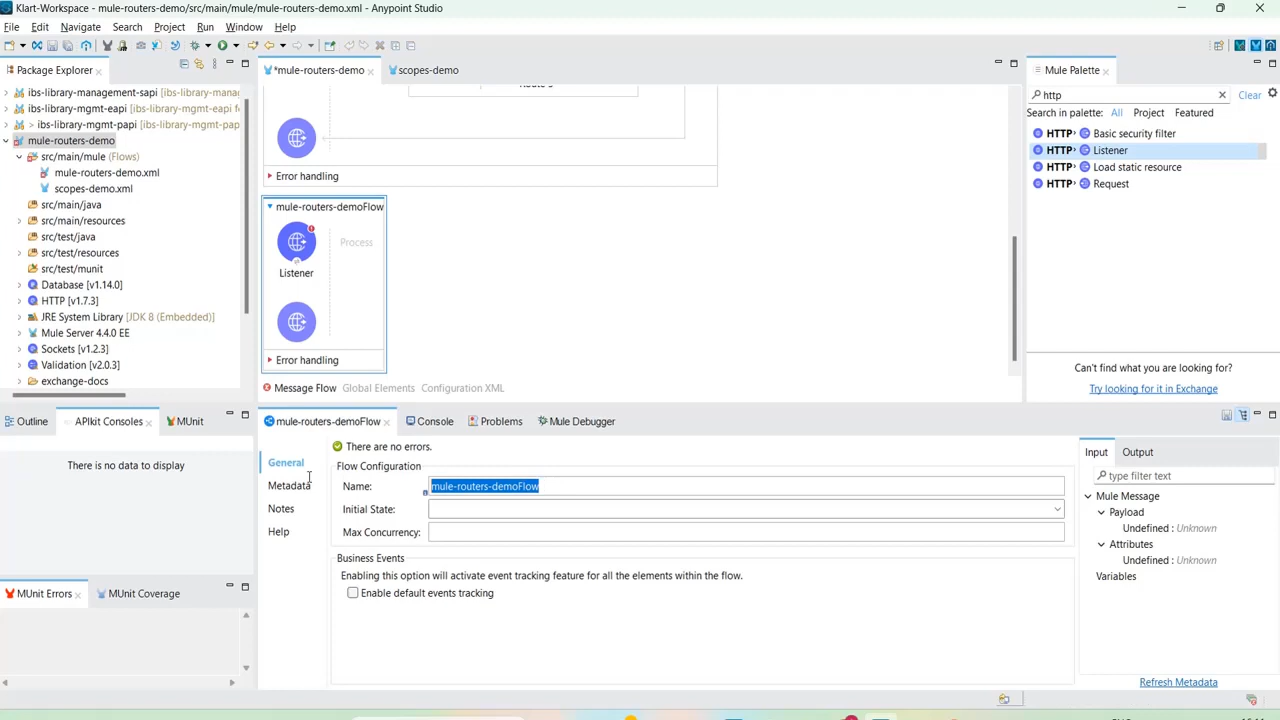 Klart-Workspace - mule-routers-demo/src/main/mule/mule-routers-demo.xml - Anypoint Studio
File Edit Navigate Search Project Run Window Help
Package Explorer
*mule-routers-demo
scopes-demo
Mule Palette
ibs-library-management-sapi [ibs-library-mana
ibs-library-mgmt-eapi [ibs-library-mgmt-eapi f
> ibs-library-mgmt-papi [ibs-library-mgmt-pap
mule-routers-demo
src/main/mule (Flows)
mule-routers-demo.xml
scopes-demo.xml
src/main/java
src/main/resources
src/test/java
src/test/resources
src/test/munit
Database [v1.14.0]
HTTP [v1.7.3]
JRE System Library [JDK 8 (Embedded)]
Mule Server 4.4.0 EE
Sockets [v1.2.3]
Validation [v2.0.3]
exchange-docs
Error handling
mule-routers-demoFlow
Process
Listener
Error handling
Message Flow Global Elements Configuration XML
http
Clear
Search in palette: All Project Featured
HTTP Basic security filter
HTTP Listener
HTTP Load static resource
HTTP Request
Can't find what you are looking for?
Try looking for it in Exchange
Outline
APIkit Consoles
MUnit
There is no data to display
MUnit Errors
MUnit Coverage
mule-routers-demoFlow
Console
Problems
Mule Debugger
There are no errors.
General
Metadata
Notes
Help
Flow Configuration
Name: mule-routers-demoFlow
Initial State:
Max Concurrency:
Business Events
Enabling this option will activate event tracking feature for all the elements within the flow.
Enable default events tracking
Input Output
type filter text
Mule Message
Payload
Undefined : Unknown
Attributes
Undefined : Unknown
Variables
Refresh Metadata